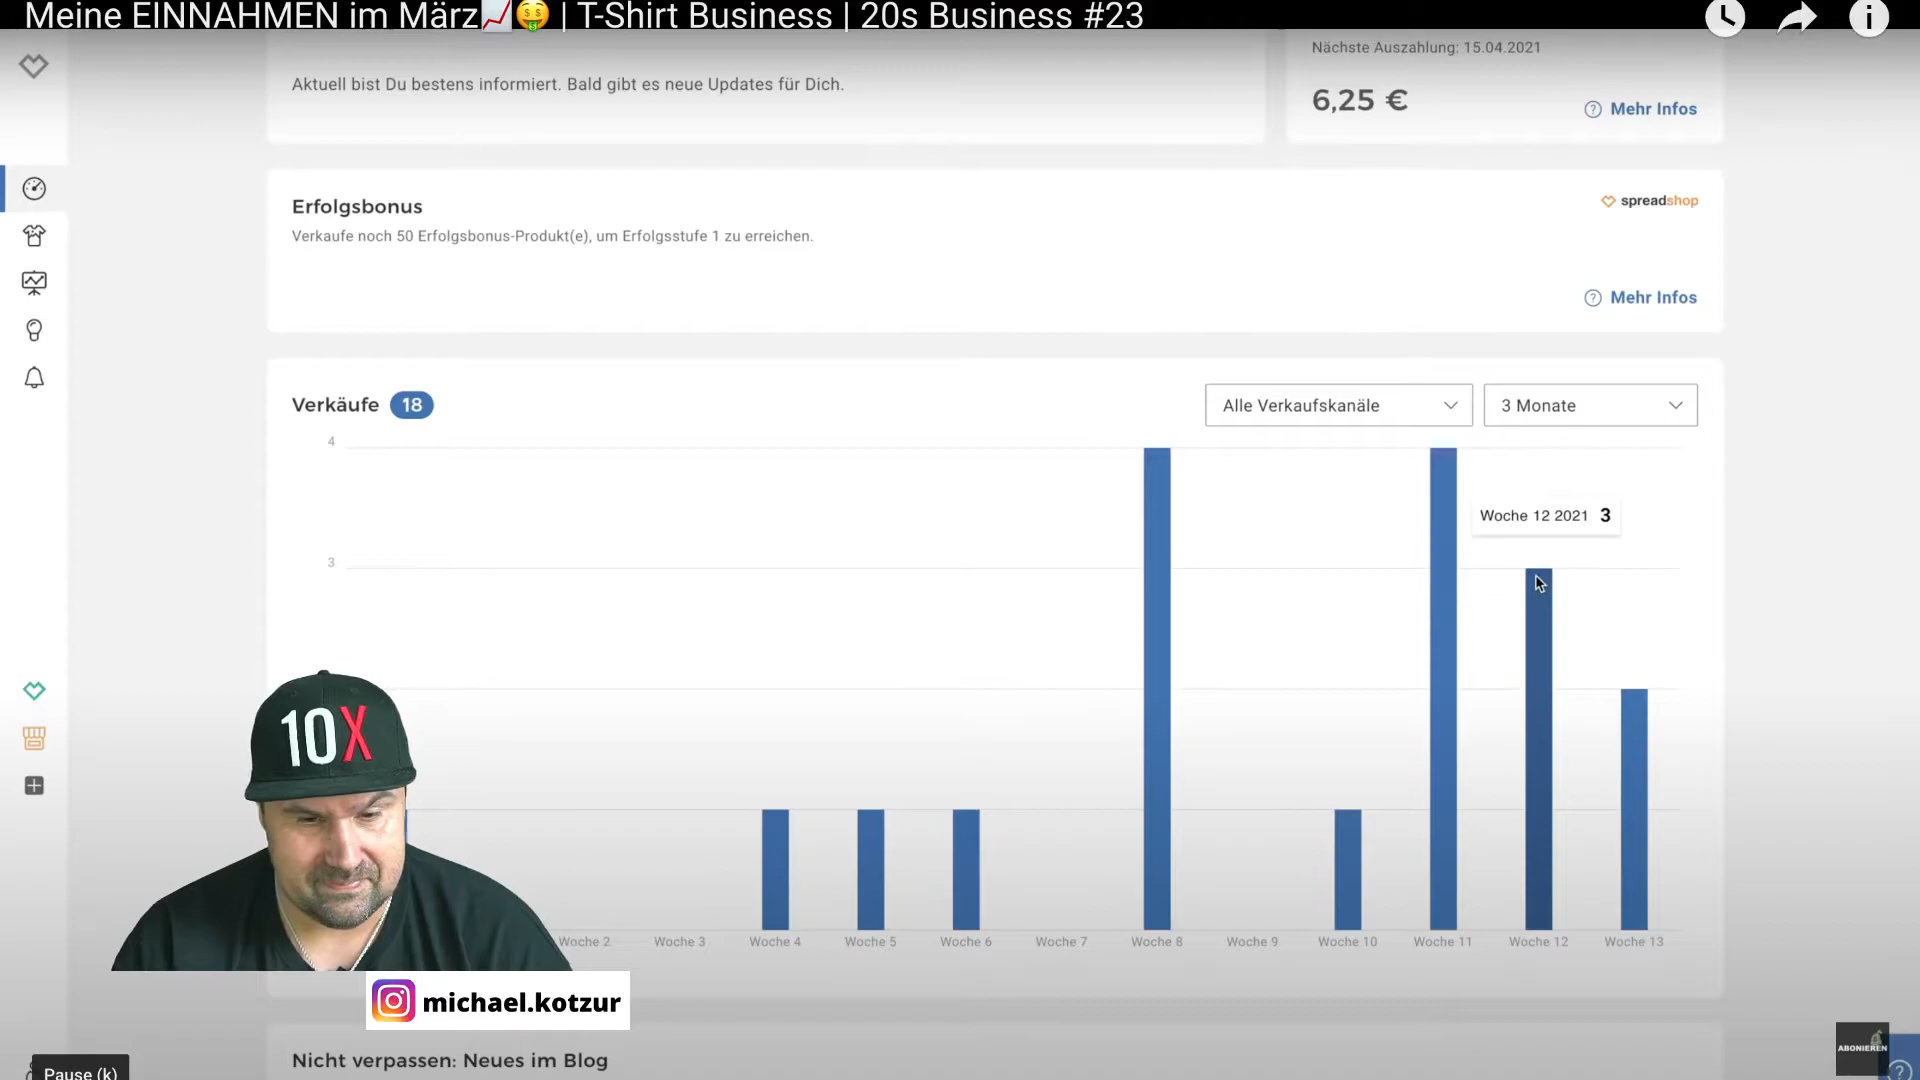 Meine EINNAHMEN im März📈🤑 | T-Shirt Business | 20s Business #23
Nächste Auszahlung: 15.04.2021
Aktuell bist Du bestens informiert. Bald gibt es neue Updates für Dich.
6,25 €
Mehr Infos
Erfolgsbonus
spreadshop
Verkaufe noch 50 Erfolgsbonus-Produkt(e), um Erfolgsstufe 1 zu erreichen.
Mehr Infos
Verkäufe 18
Alle Verkaufskanäle
3 Monate
4
Woche 12 2021 3
3
10X
Woche 2
Woche 3
Woche 4
Woche 5
Woche 6
Woche 7
Woche 8
Woche 9
Woche 10
Woche 11
Woche 12
Woche 13
michael.kotzur
ABONIEREN
Nicht verpassen: Neues im Blog
Pause (k)